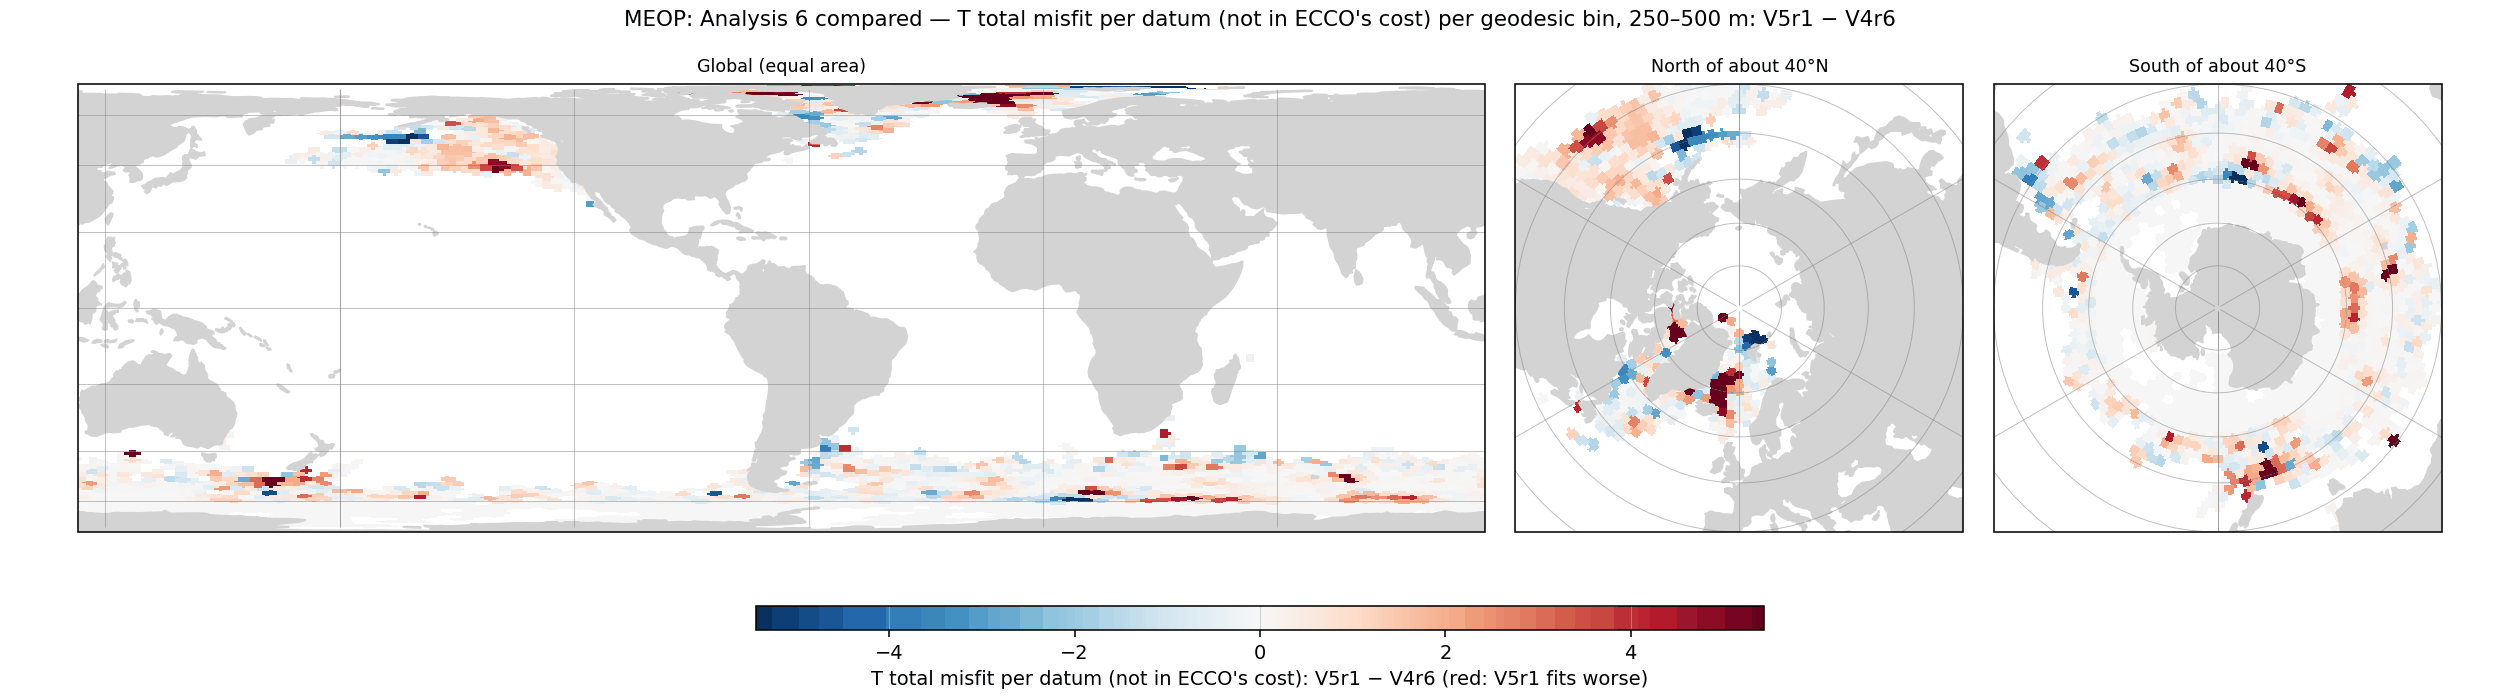 MEOP: Analysis 6 compared — T total misfit per datum (not in ECCO's cost) per geodesic bin, 250–500 m: V5r1 − V4r6
Global (equal area)
North of about 40°N
South of about 40°S
−4 −2 0 2 4
T total misfit per datum (not in ECCO's cost): V5r1 − V4r6 (red: V5r1 fits worse)